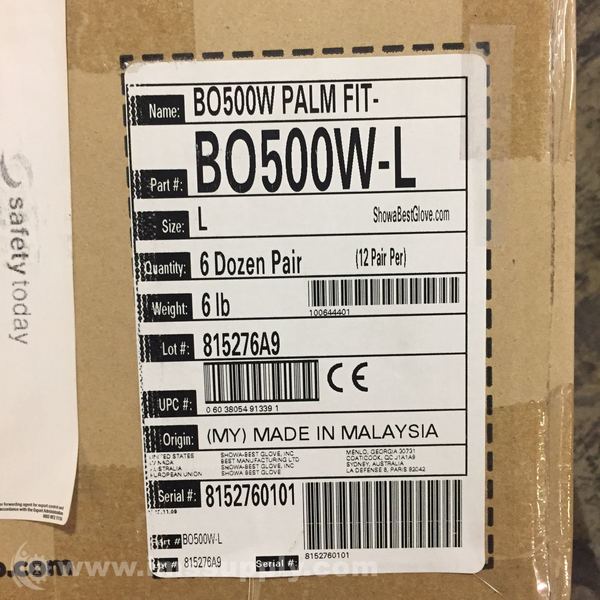 Name: BO500W PALM FIT-
Part #: BO500W-L
Size: L ShowaBestGlove.com
Quantity: 6 Dozen Pair (12 Pair Per)
Weight: 6 lb
100644401
Lot #: 815276A9
CE
UPC #: 0 60 38054 91339 1
Origin: (MY) MADE IN MALAYSIA
UNITED STATES SHOWA-BEST GLOVE, INC MENLO, GEORGIA 30731
CANADA BEST MANUFACTURING LTD COATICOOK, QC J1A1A9
AUSTRALIA SHOWA-BEST GLOVE, INC SYDNEY, AUSTRALIA
EUROPEAN UNION SHOWA-BEST GLOVE LA DEFENSE 8, PARIS 92042
Serial #: 8152760101
Part # BO500W-L
8152760101
Lot #: 815276A9 Serial #:
safety today